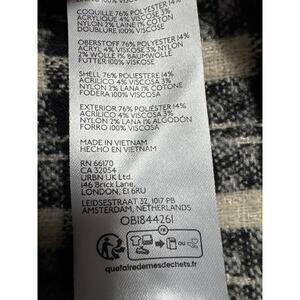 COQUILLE 76% POLYESTER 14%
ACRYLIQUE 4% VISCOSE 3%
NYLON 2% LAINE 1% COTON
DOUBLURE 100% VISCOSE
OBERSTOFF 76% POLYESTER 14%
ACRYL 4% VISKOSE 3% NYLON
2% WOLLE 1% BAUMWOLLE
FUTTER 100% VISKOSE
SHELL 76% POLIESTERE 14%
ACRILICO 4% VISCOSA 3%
NYLON 2% LANA 1% COTONE
FODERA 100% VISCOSA
EXTERIOR 76% POLIÉSTER 14%
ACRÍLICO 4% VISCOSA 3%
NYLON 2% LANA 1% ALGODÓN
FORRO 100% VISCOSA
MADE IN VIETNAM
HECHO EN VIETNAM
RN 66170
CA 32054
URBN UK Ltd.
146 Brick Lane,
LONDON, E1 6RU
LEIDSESTRAAT 32, 1017 PB
AMSTERDAM, NETHERLANDS
OB1844261
FR
OU
quefairedemesdechets.fr